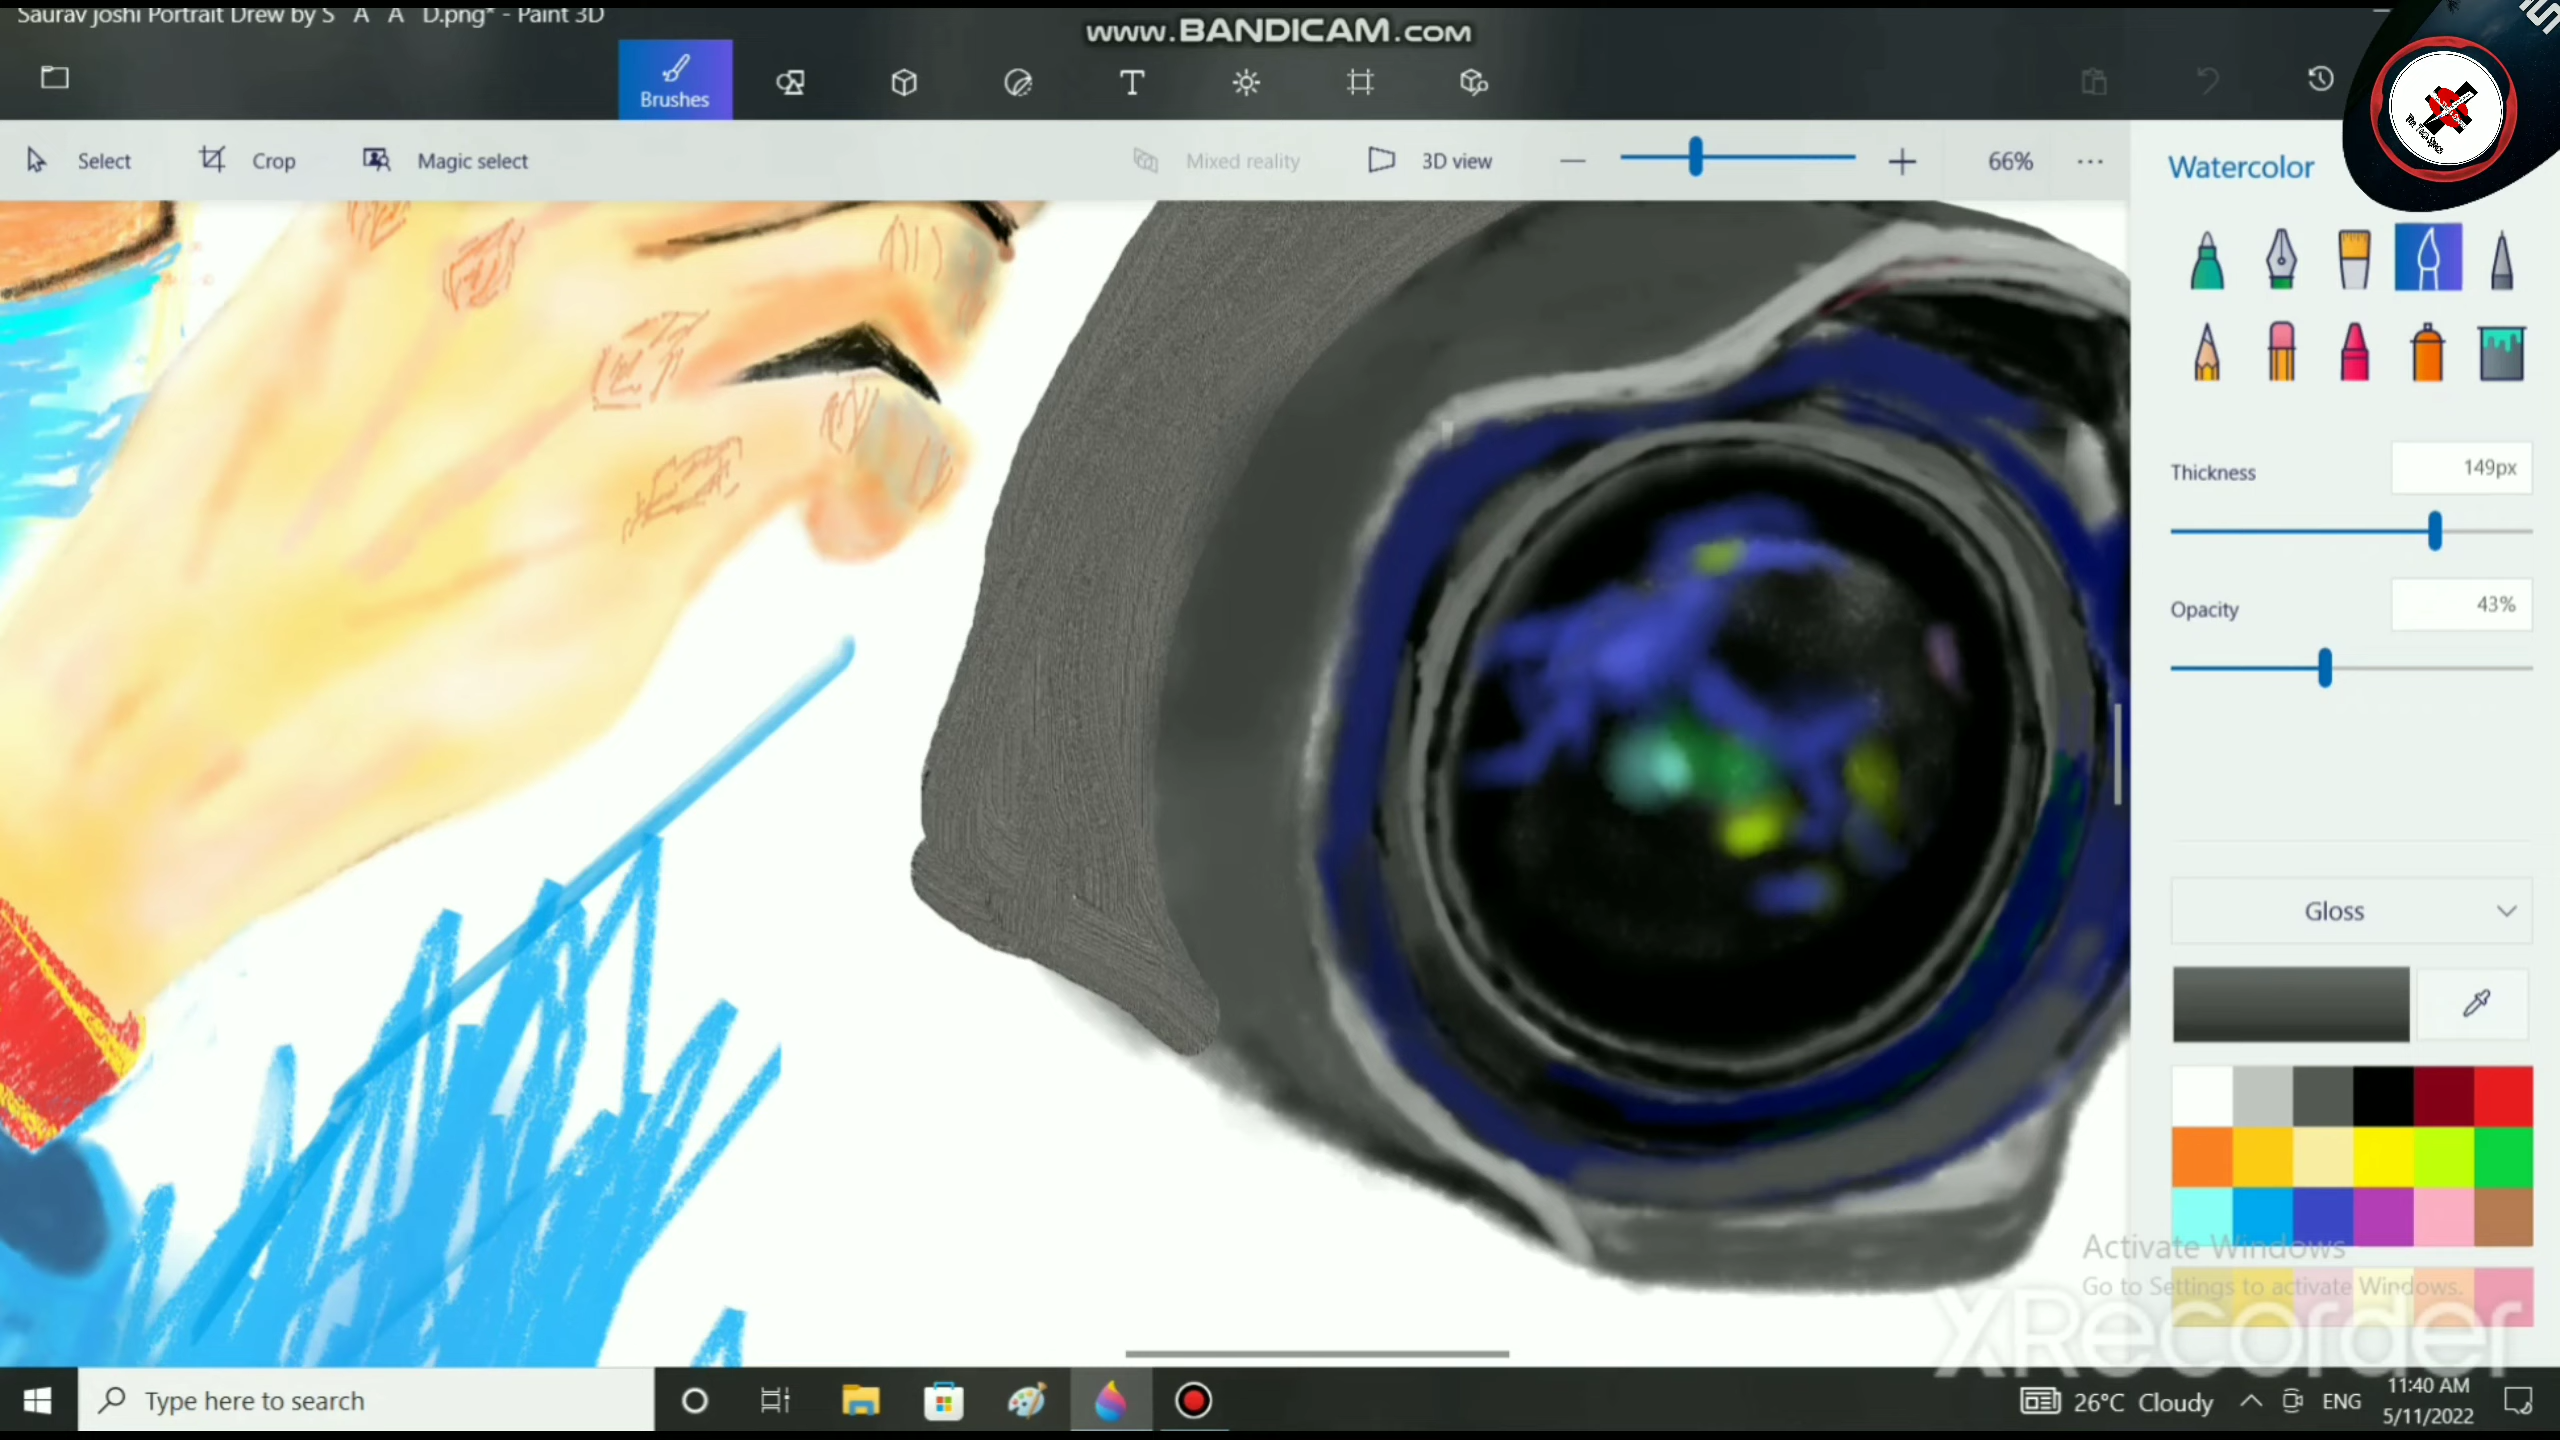 Saurav joshi Portrait Drew by S A A D.png* - Paint 3D
www.BANDICAM.com
Brushes
T
Select
Crop
Magic select
Mixed reality
3D view
66%
Watercolor
Thickness
149px
Opacity
43%
Gloss
Activate Windows
Go to Settings to activate Windows.
XRecorder
Type here to search
26°C Cloudy
ENG
11:40 AM
5/11/2022